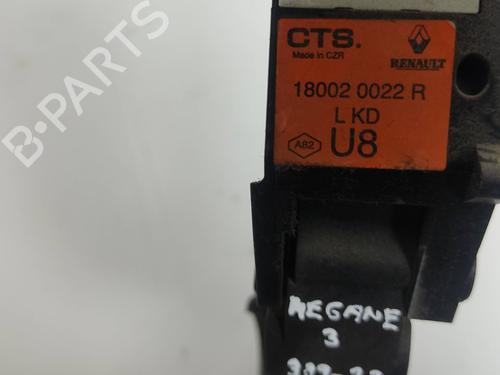 CTS.
Made in CZR
RENAULT
18002 0022 R
L KD
A82
U8
B-PARTS
MEGANE
3